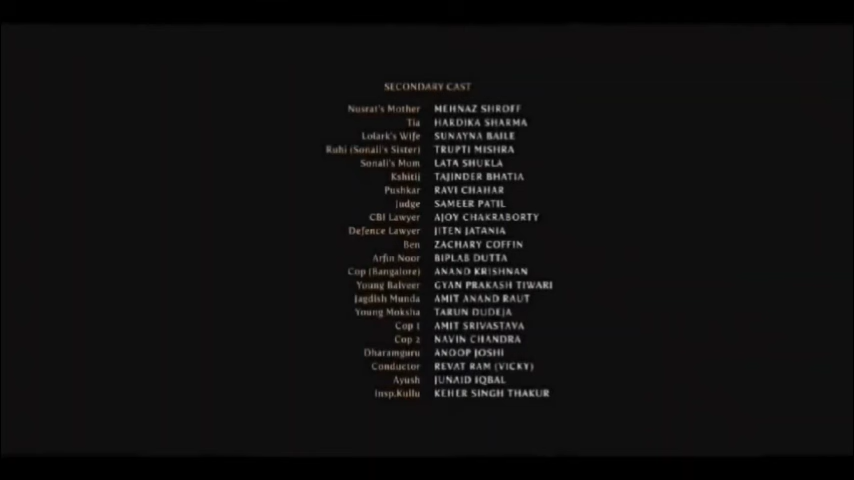 SECONDARY CAST
Nusrat's Mother MEHNAZ SHROFF
Tia HARDIKA SHARMA
Lolark's Wife SUNAYNA BAILE
Ruhi (Sonali's Sister) TRUPTI MISHRA
Sonali's Mum LATA SHUKLA
Kshitij TAJINDER BHATIA
Pushkar RAVI CHAHAR
Judge SAMEER PATIL
CBI Lawyer AJOY CHAKRABORTY
Defence Lawyer JITEN JATANIA
Ben ZACHARY COFFIN
Arfin Noor BIPLAB DUTTA
Cop (Bangalore) ANAND KRISHNAN
Young Balveer GYAN PRAKASH TIWARI
Jagdish Munda AMIT ANAND RAUT
Young Moksha TARUN DUDEJA
Cop 1 AMIT SRIVASTAVA
Cop 2 NAVIN CHANDRA
Dharamguru ANOOP JOSHI
Conductor REVAT RAM (VICKY)
Ayush JUNAID IQBAL
Insp.Kullu KEHER SINGH THAKUR